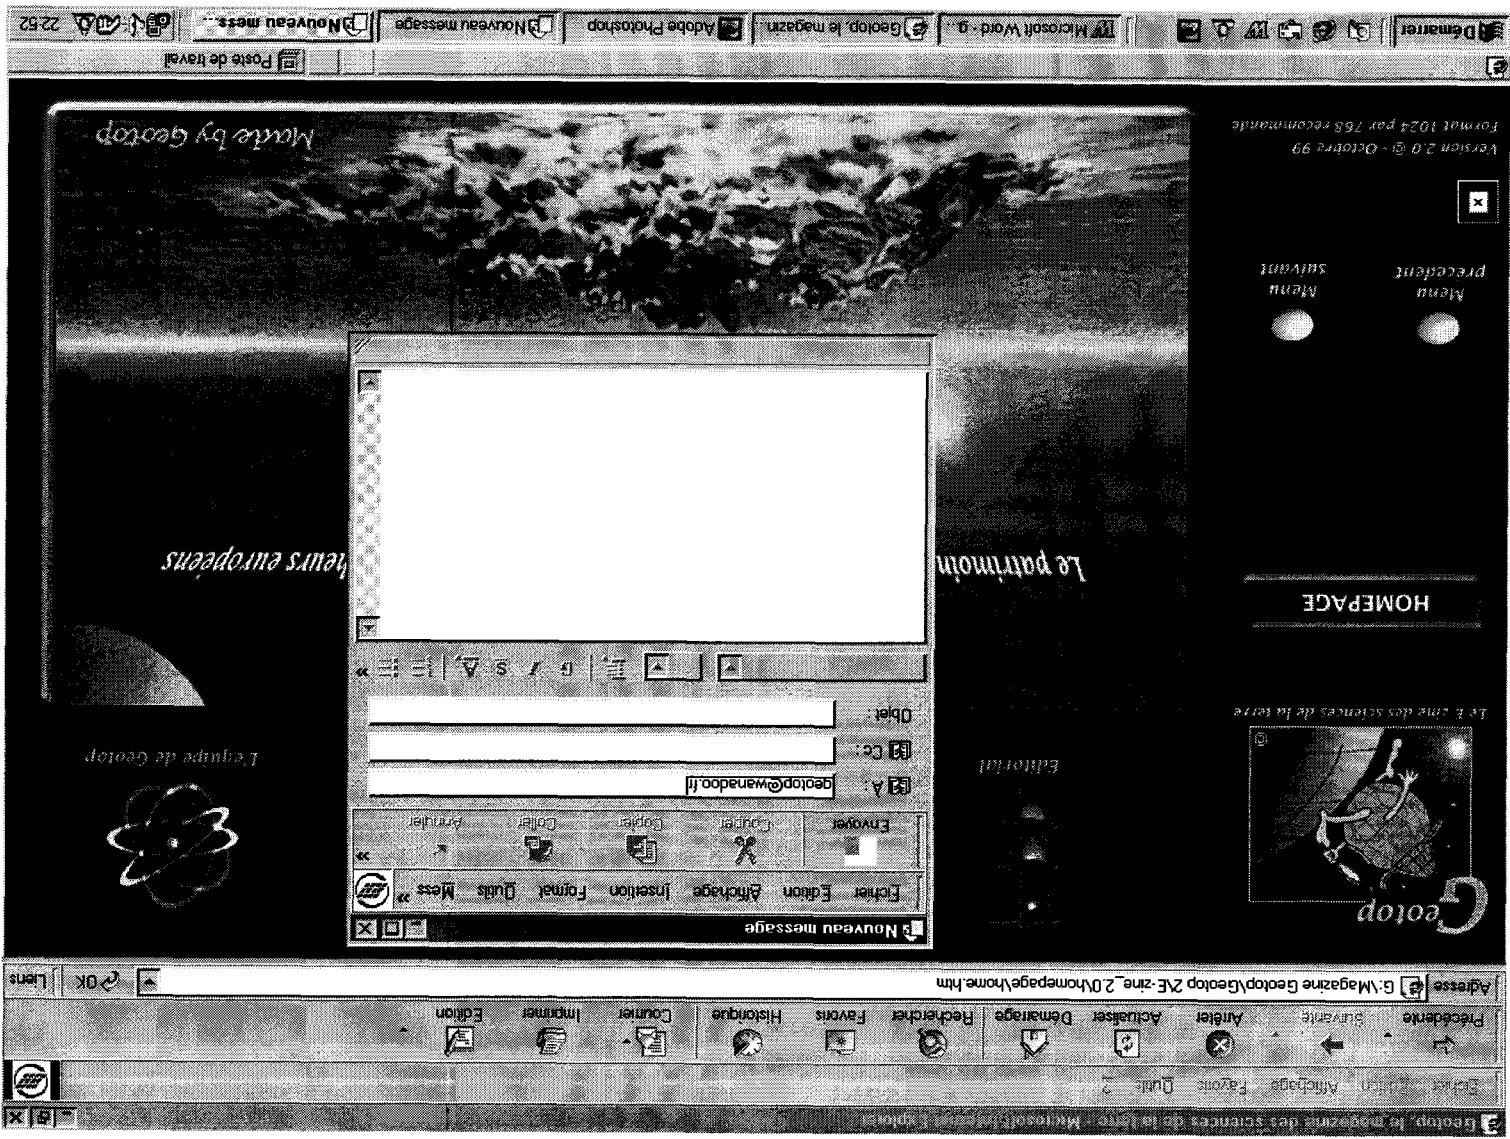 Geotop, le magazine des sciences de la terre - Microsoft Internet Explorer
Fichier Edition Affichage Favoris Outils ?
Précédente Suivante Arrêter Actualiser Démarrage Rechercher Favoris Historique Courrier Imprimer Edition
Adresse G:\Magazine Geotop\Geotop 2\E-zine_2.0\homepage\home.htm OK Liens
Geotop
Le E zine des sciences de la terre
HOMEPAGE
Menu precedent
Menu suivant
Version 2.0 © - Octobre 99
Format 1024 par 768 recommande
Editorial
L'equipe de Geotop
Le patrimoin
heurs européens
Made by Geotop
Nouveau message
Fichier Edition Affichage Insertion Format Outils Mess »
Envoyer Couper Copier Coller Annuler »
A : geotop@wanadoo.fr
Cc :
Objet :
G I S A »
Poste de travail
Démarrer Microsoft Word - g... Geotop, le magazin... Adobe Photoshop Nouveau message Nouveau mess... 22:52